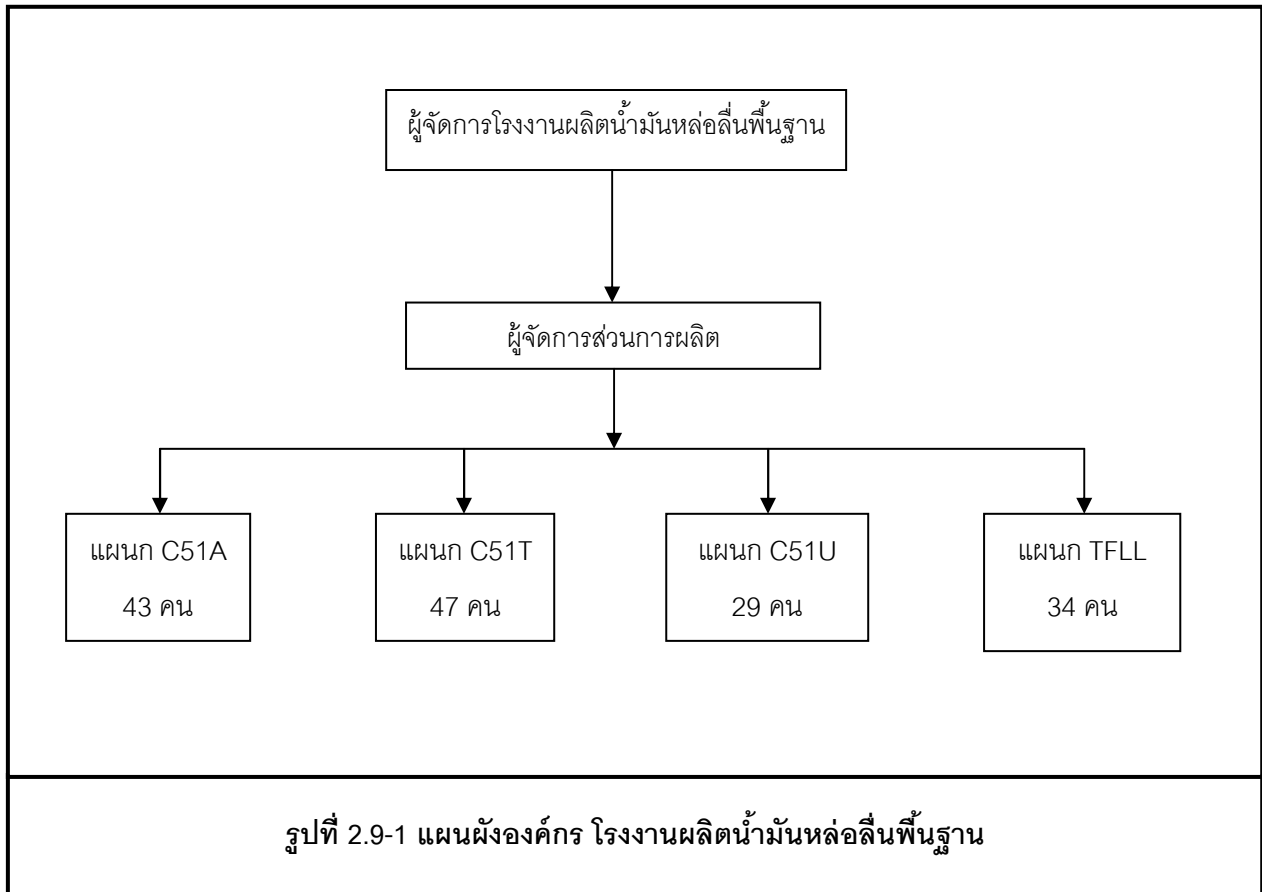 ผู้จัดการโรงงานผลิตน้ำมันหล่อลื่นพื้นฐาน
ผู้จัดการส่วนการผลิต
แผนก C51A
43 คน
แผนก C51T
47 คน
แผนก C51U
29 คน
แผนก TFLL
34 คน
รูปที่ 2.9-1 แผนผังองค์กร โรงงานผลิตน้ำมันหล่อลื่นพื้นฐาน